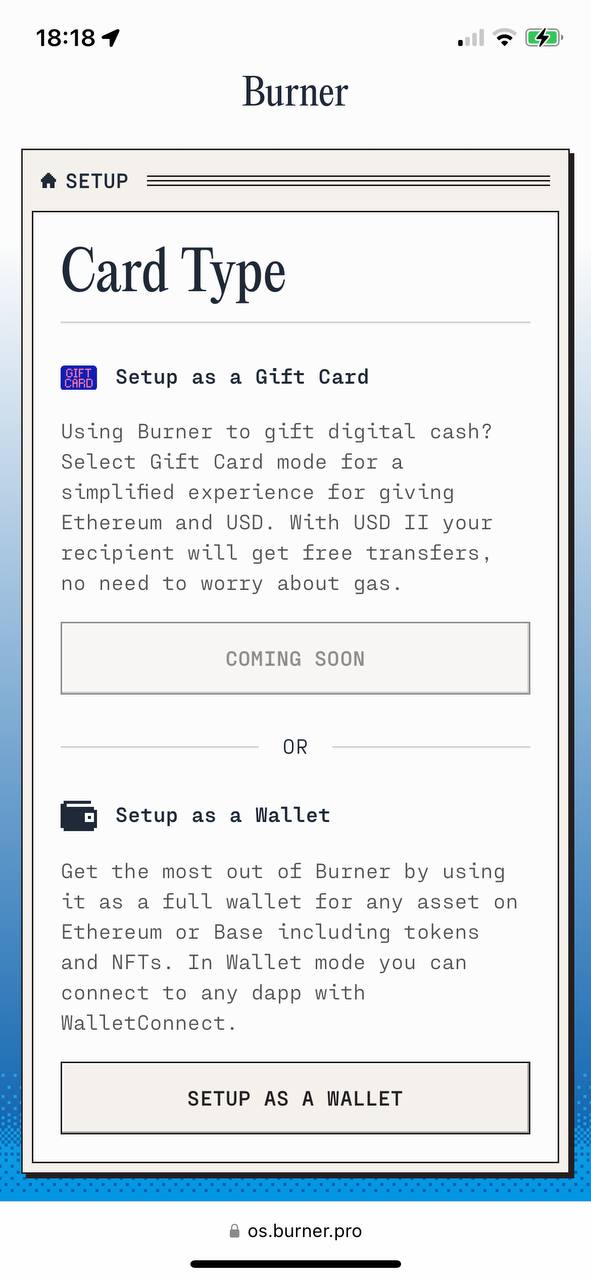 18:18
Burner
SETUP
Card Type
GIFT
CARD
Setup as a Gift Card
Using Burner to gift digital cash?
Select Gift Card mode for a
simplified experience for giving
Ethereum and USD. With USD II your
recipient will get free transfers,
no need to worry about gas.
COMING SOON
OR
Setup as a Wallet
Get the most out of Burner by using
it as a full wallet for any asset on
Ethereum or Base including tokens
and NFTs. In Wallet mode you can
connect to any dapp with
WalletConnect.
SETUP AS A WALLET
os.burner.pro